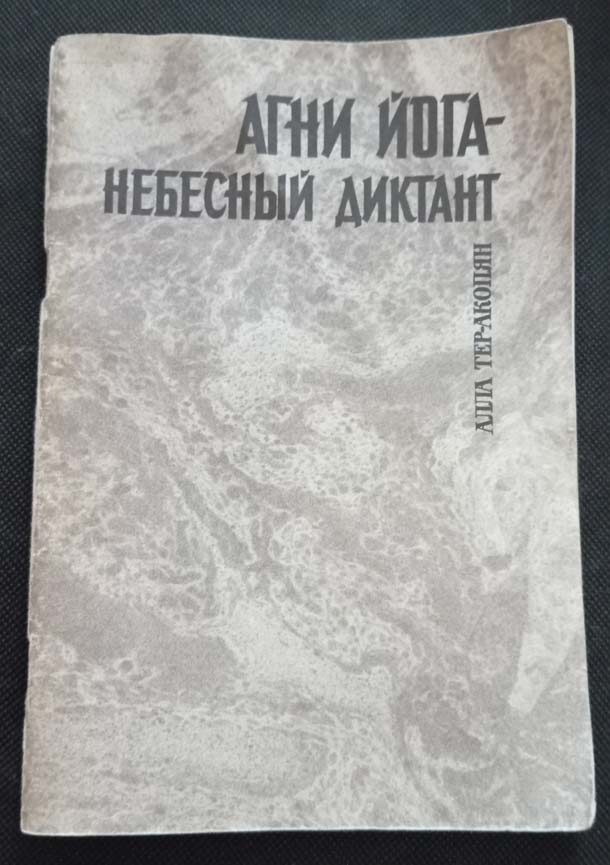 АГНИ ЙОГА-
НЕБЕСНЫЙ ДИКТАНТ
АЛЛА ТЕР-АКОПЯН